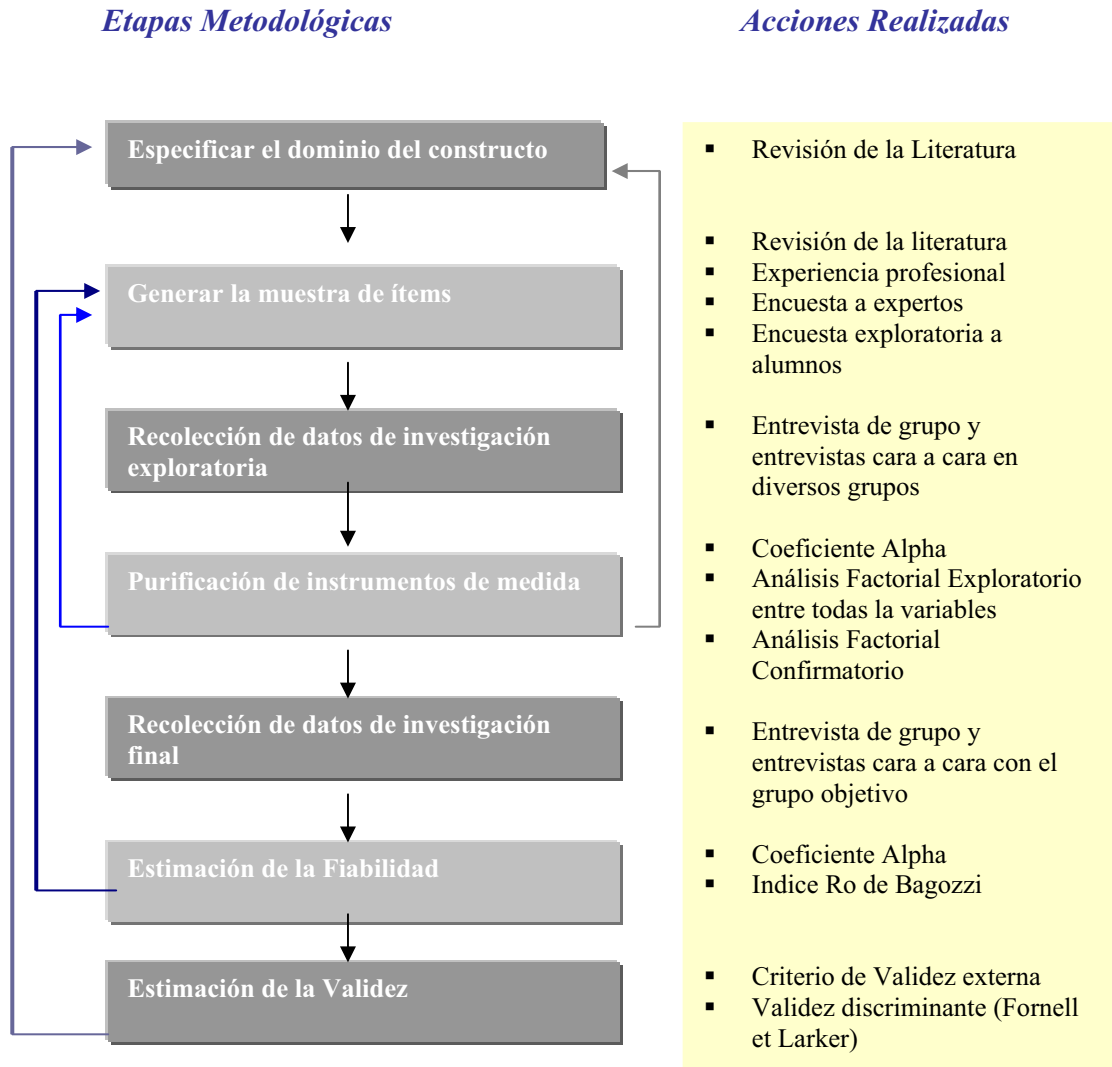 Etapas Metodológicas
Acciones Realizadas
Especificar el dominio del constructo
▪ Revisión de la Literatura
Generar la muestra de ítems
▪ Revisión de la literatura
▪ Experiencia profesional
▪ Encuesta a expertos
▪ Encuesta exploratoria a
alumnos
Recolección de datos de investigación
exploratoria
▪ Entrevista de grupo y
entrevistas cara a cara en
diversos grupos
Purificación de instrumentos de medida
▪ Coeficiente Alpha
▪ Análisis Factorial Exploratorio
entre todas la variables
▪ Análisis Factorial
Confirmatorio
Recolección de datos de investigación
final
▪ Entrevista de grupo y
entrevistas cara a cara con el
grupo objetivo
Estimación de la Fiabilidad
▪ Coeficiente Alpha
▪ Indice Ro de Bagozzi
Estimación de la Validez
▪ Criterio de Validez externa
▪ Validez discriminante (Fornell
et Larker)